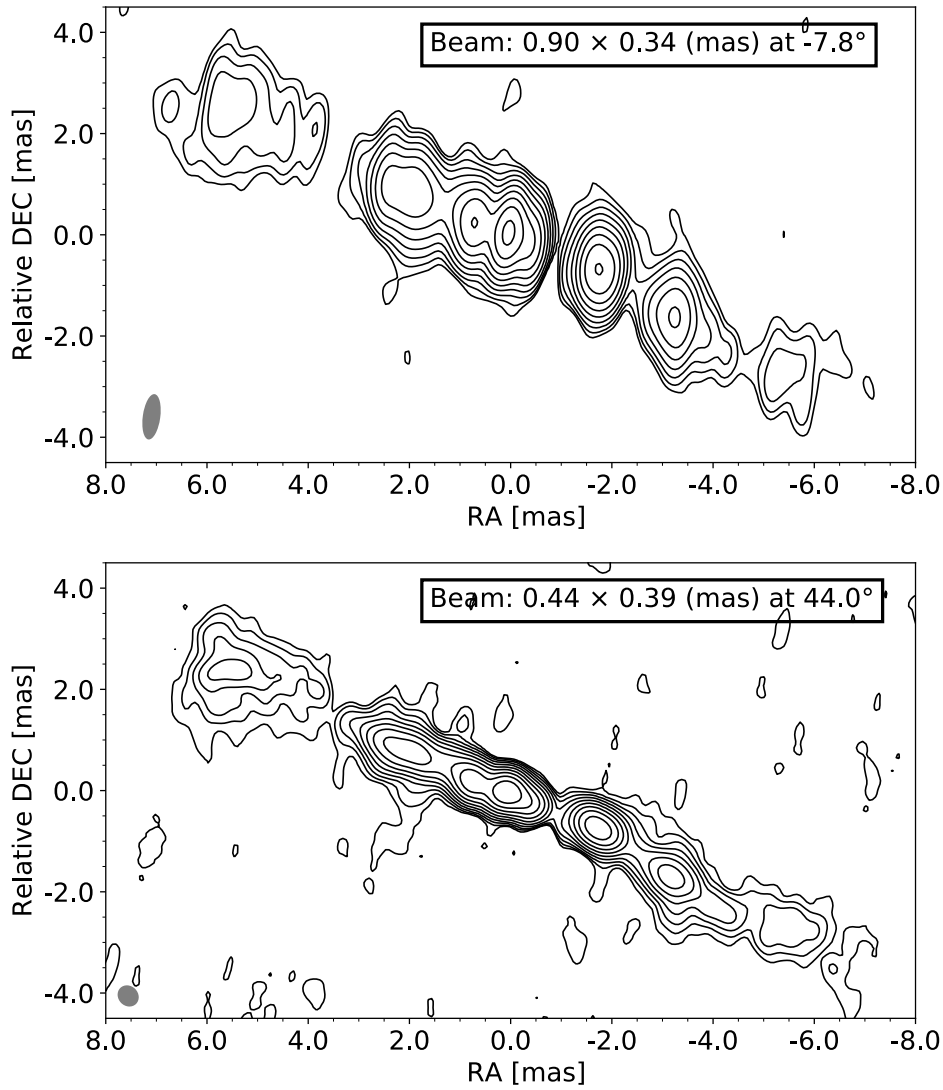 4.0
2.0
0.0
-2.0
-4.0
Relative DEC [mas]
Beam: 0.90 × 0.34 (mas) at -7.8°
8.0 6.0 4.0 2.0 0.0 -2.0 -4.0 -6.0 -8.0
RA [mas]
4.0
2.0
0.0
-2.0
-4.0
Relative DEC [mas]
Beam: 0.44 × 0.39 (mas) at 44.0°
8.0 6.0 4.0 2.0 0.0 -2.0 -4.0 -6.0 -8.0
RA [mas]